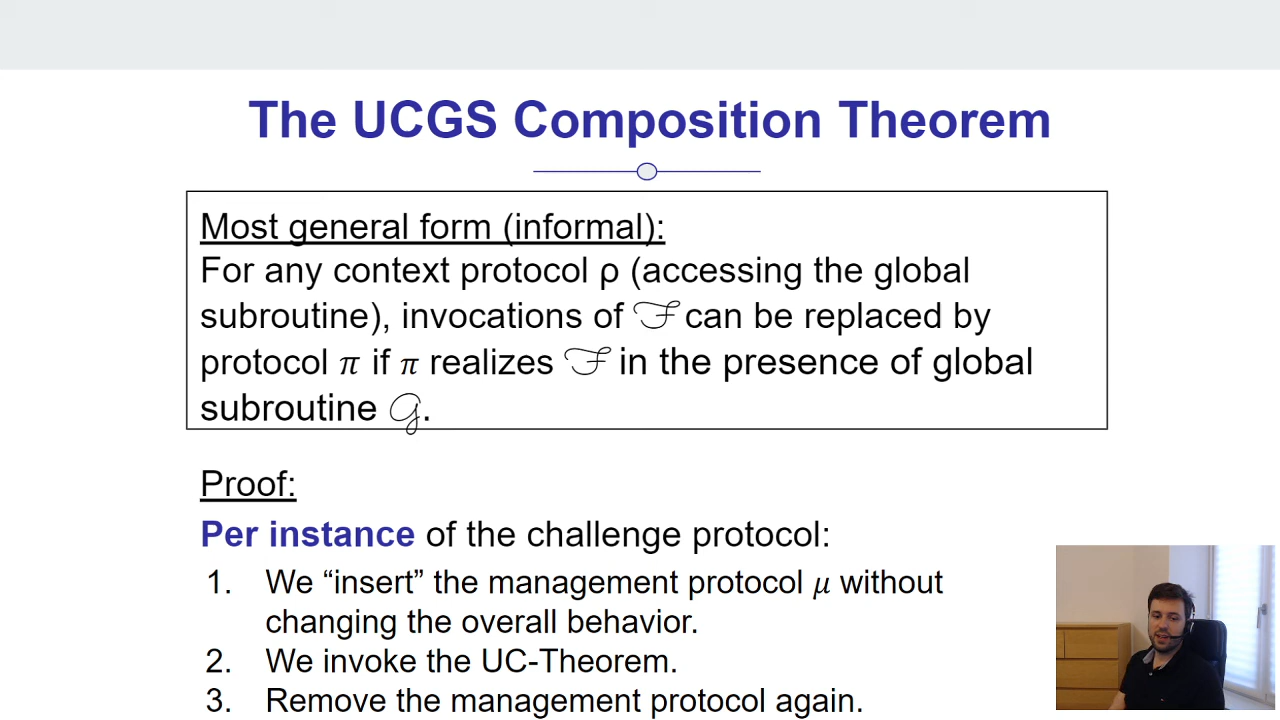 The UCGS Composition Theorem
Most general form (informal):
For any context protocol ρ (accessing the global
subroutine), invocations of ℱ can be replaced by
protocol 𝜋 if 𝜋 realizes ℱ in the presence of global
subroutine 𝒢.
Proof:
Per instance of the challenge protocol:
1. We “insert” the management protocol 𝜇 without
changing the overall behavior.
2. We invoke the UC-Theorem.
3. Remove the management protocol again.